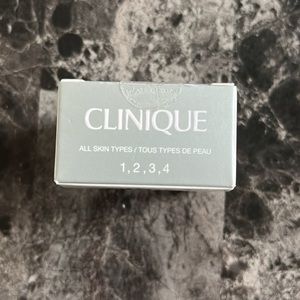 CLINIQUE
ALL SKIN TYPES / TOUS TYPES DE PEAU
1, 2, 3, 4